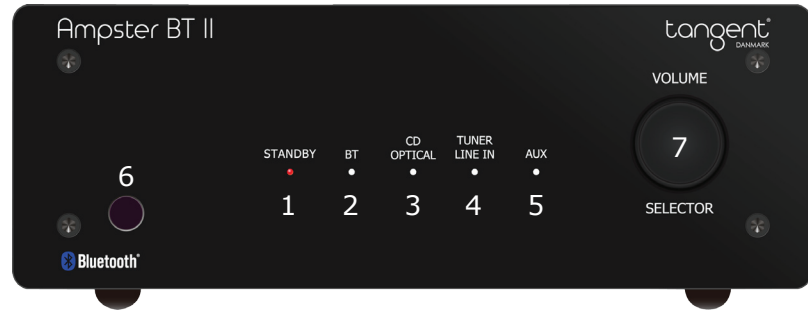 Ampster BT II
tangent®
DANMARK
VOLUME
7
SELECTOR
STANDBY
BT
CD
OPTICAL
TUNER
LINE IN
AUX
1
2
3
4
5
6
Bluetooth®